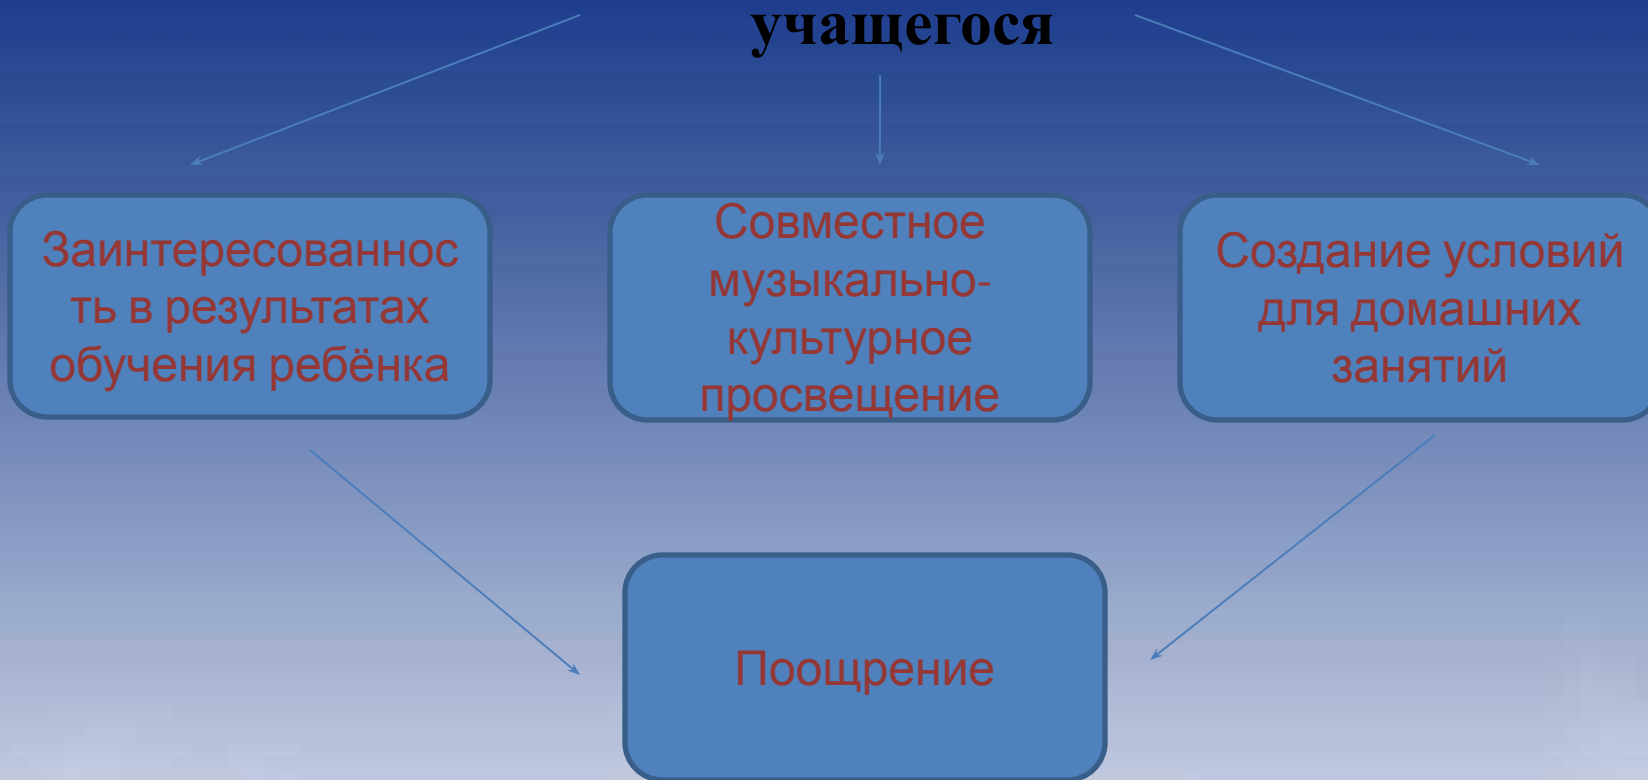 учащегося
Заинтересованнос
ть в результатах
обучения ребёнка
Совместное
музыкально-
культурное
просвещение
Создание условий
для домашних
занятий
Поощрение